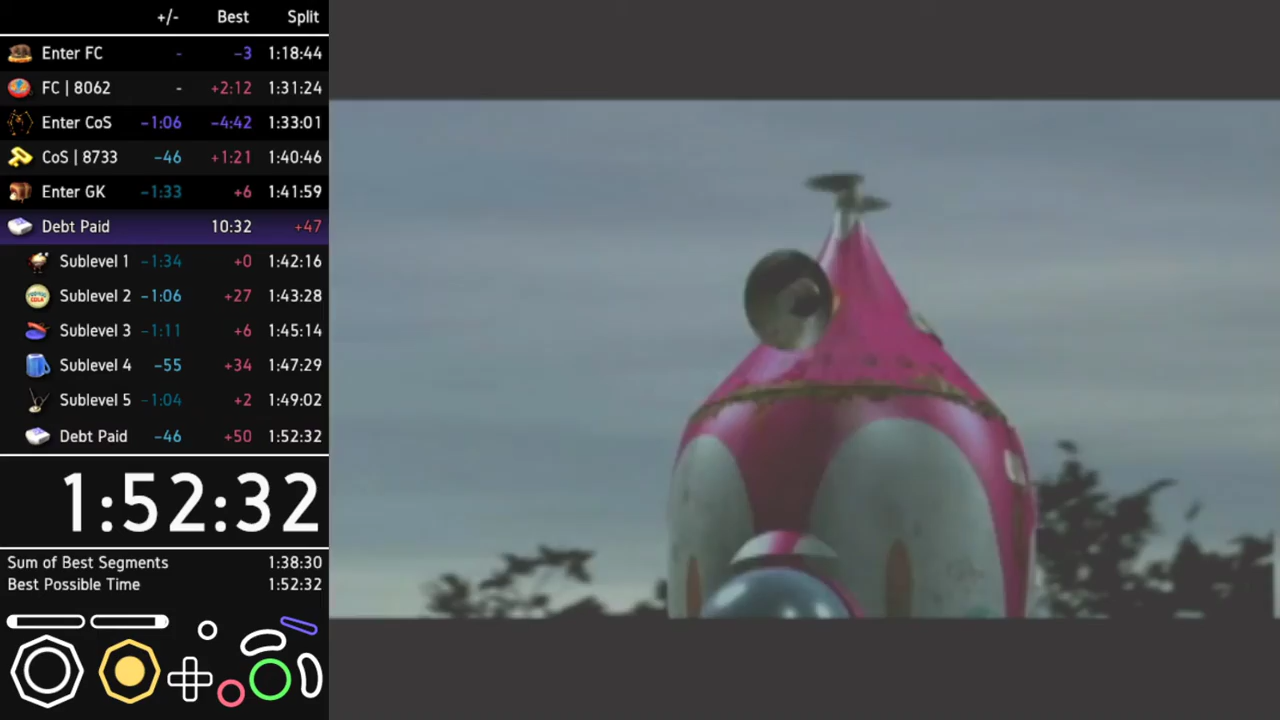 +/- Best Split
Enter FC - −3 1:18:44
FC | 8062 - +2:12 1:31:24
Enter CoS −1:06 −4:42 1:33:01
CoS | 8733 −46 +1:21 1:40:46
Enter GK −1:33 +6 1:41:59
Debt Paid 10:32 +47
Sublevel 1 −1:34 +0 1:42:16
Sublevel 2 −1:06 +27 1:43:28
Sublevel 3 −1:11 +6 1:45:14
Sublevel 4 −55 +34 1:47:29
Sublevel 5 −1:04 +2 1:49:02
Debt Paid −46 +50 1:52:32
1:52:32
Sum of Best Segments 1:38:30
Best Possible Time 1:52:32